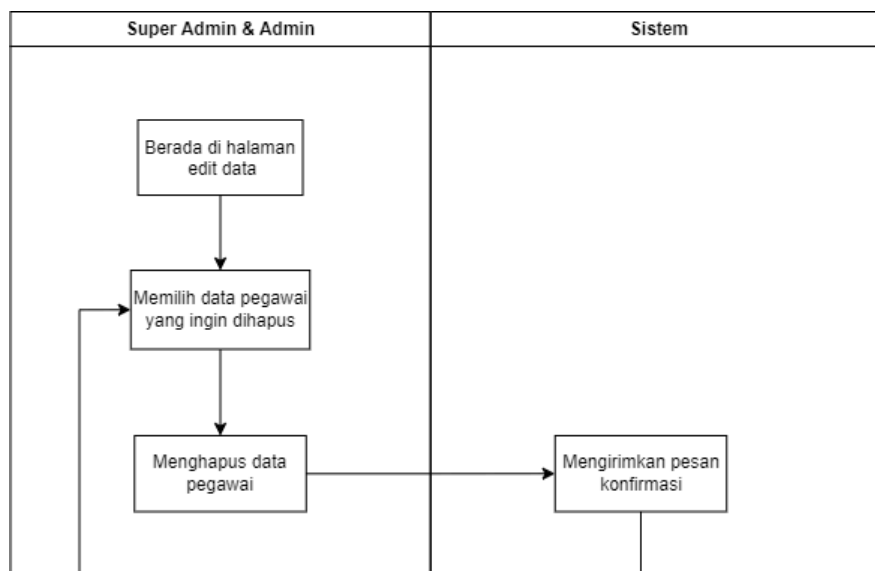 Super Admin & Admin
Sistem
Berada di halaman
edit data
Memilih data pegawai
yang ingin dihapus
Menghapus data
pegawai
Mengirimkan pesan
konfirmasi